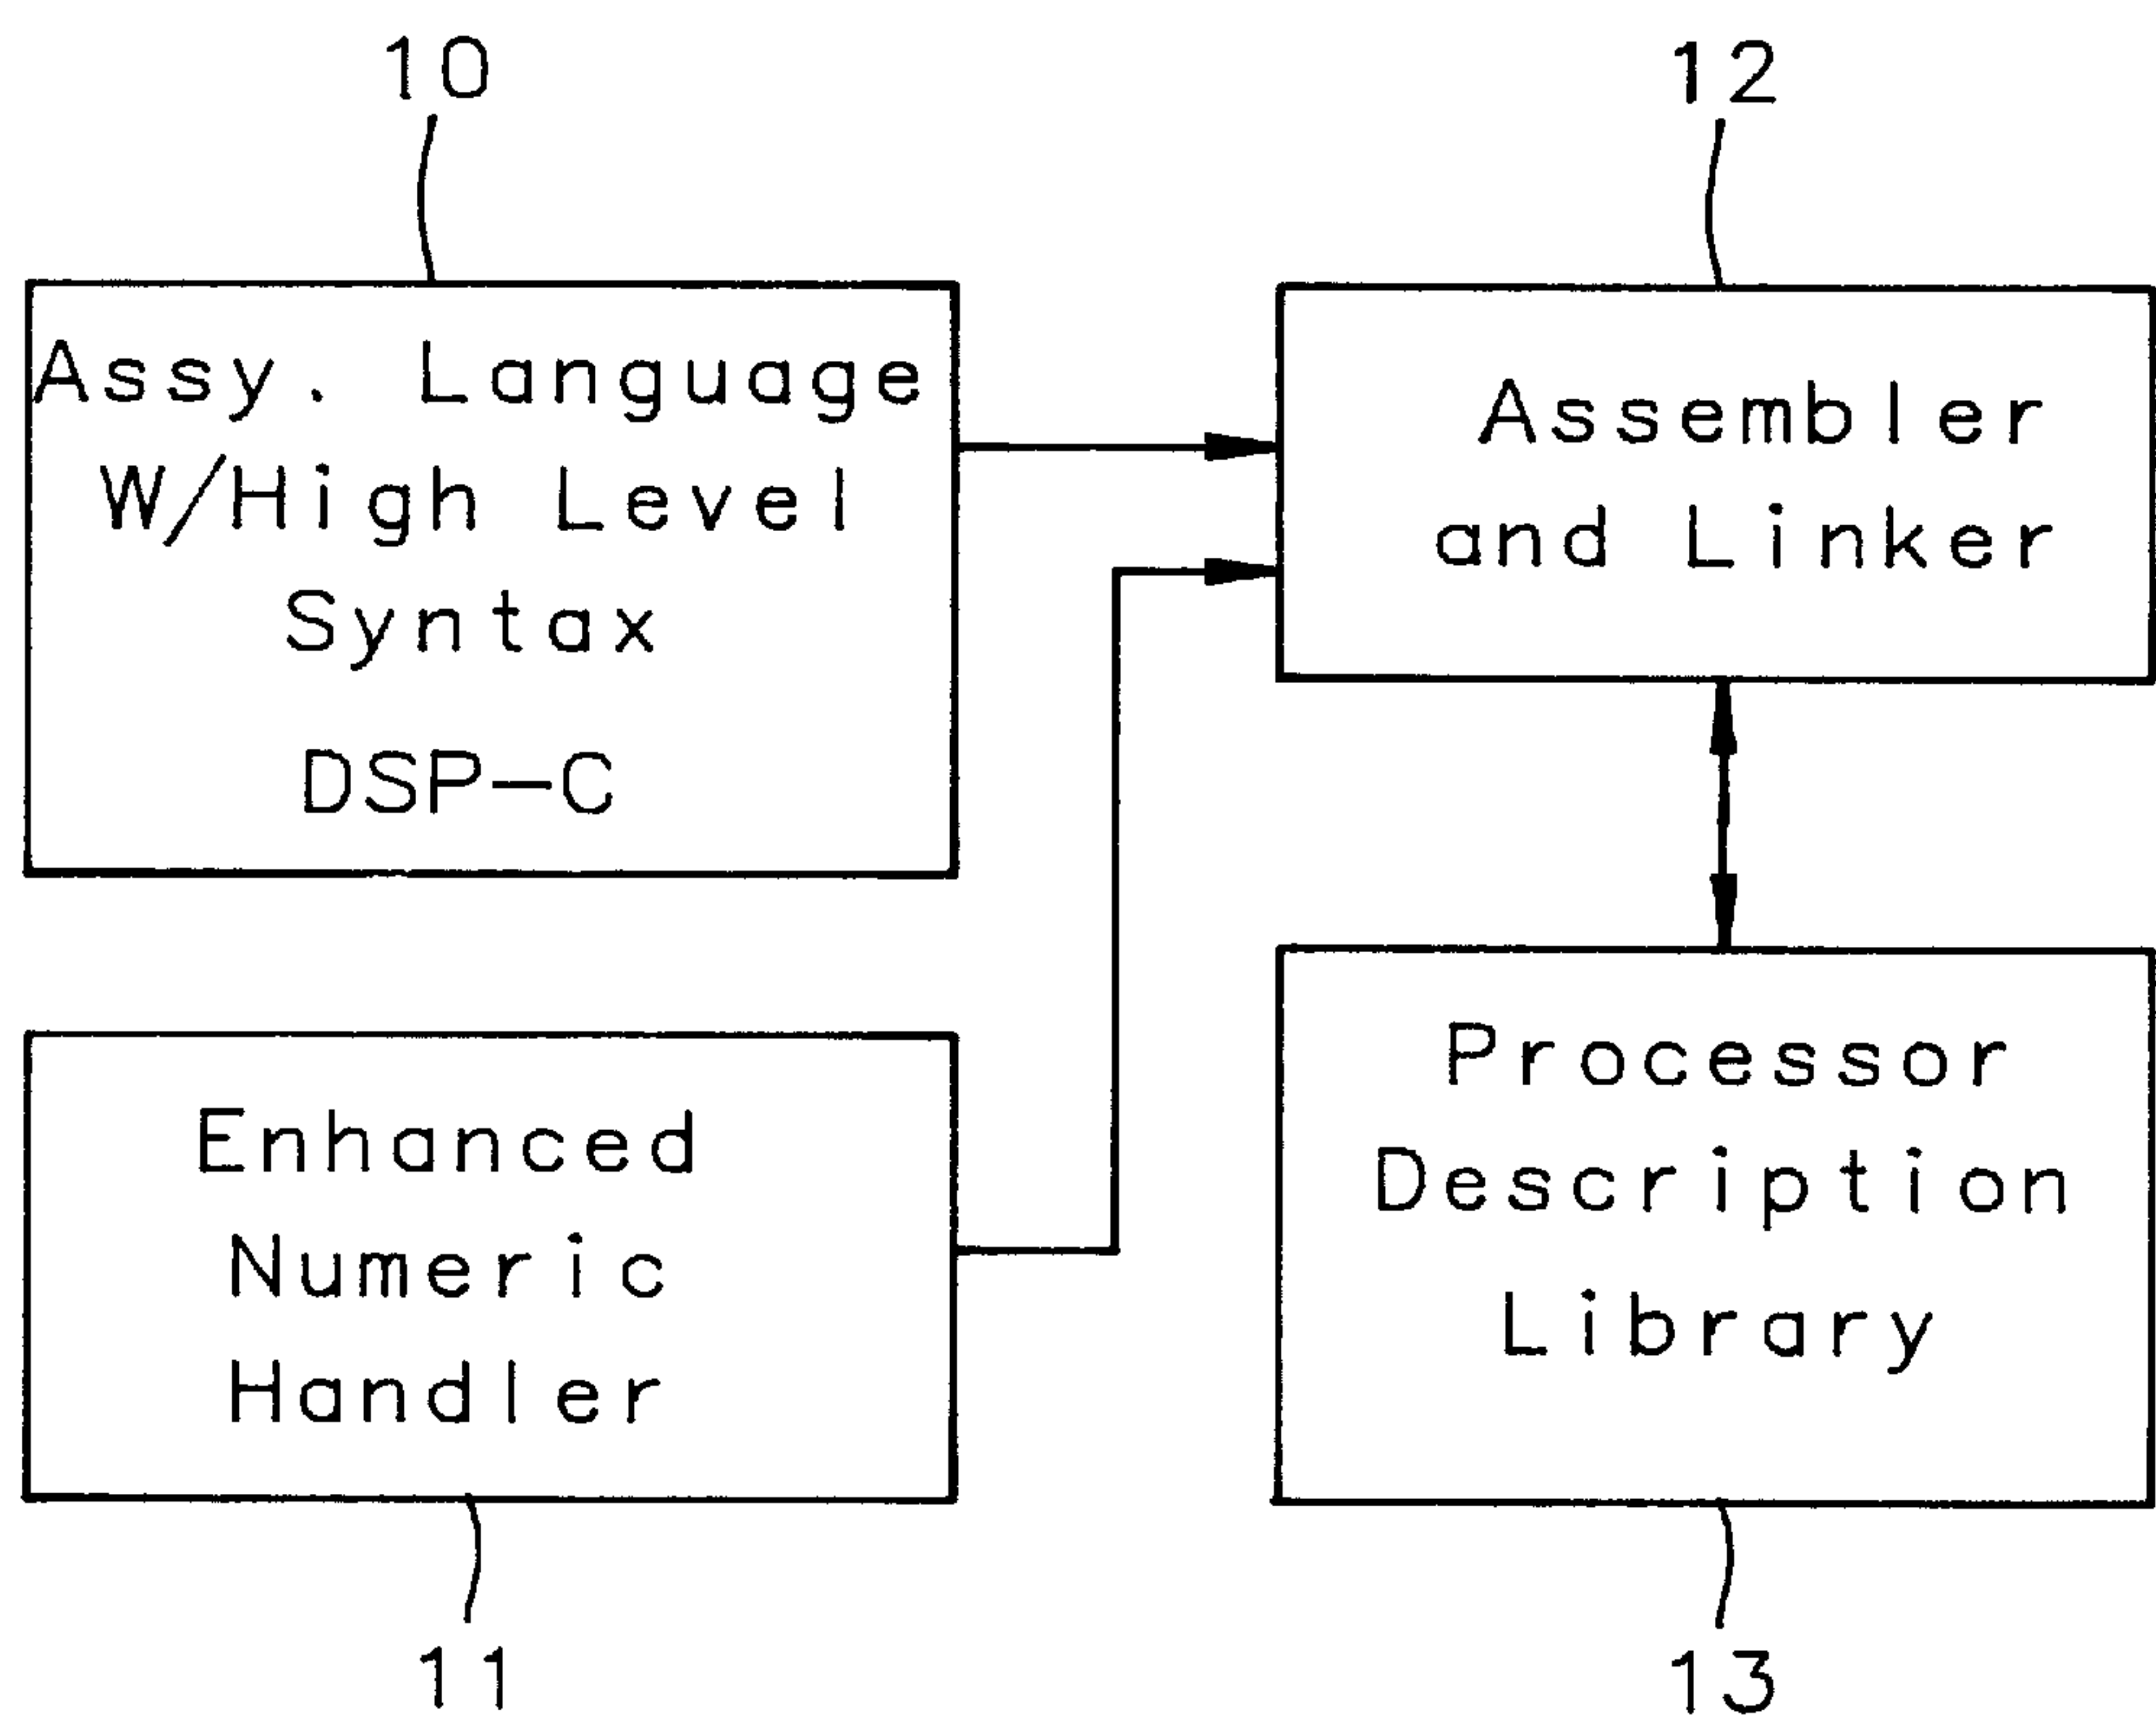 10
Assy. Language
W/High Level
Syntax
DSP-C
12
Assembler
and Linker
Enhanced
Numeric
Handler
11
Processor
Description
Library
13